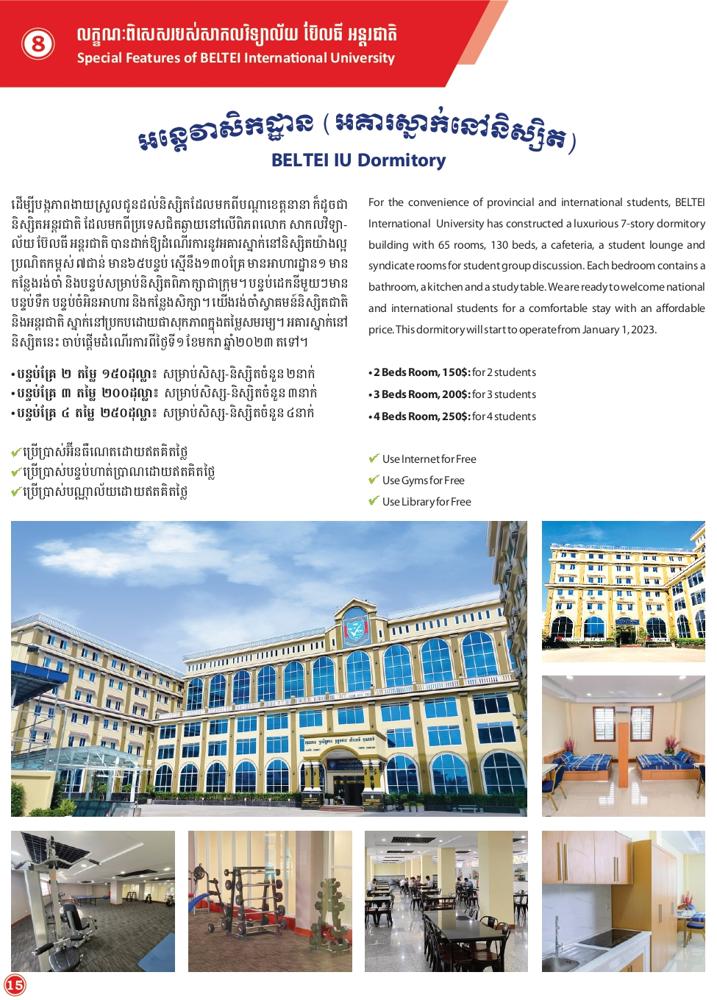 8
លក្ខណៈពិសេសរបស់សាកលវិទ្យាល័យ ប៊ែលធី អន្តរជាតិ
Special Features of BELTEI International University
អន្តេវាសិកដ្ឋាន (អគារស្នាក់នៅនិស្សិត)
BELTEI IU Dormitory
ដើម្បីបង្កភាពងាយស្រួលជូនដល់និស្សិតដែលមកពីបណ្តាខេត្តនានា ក៏ដូចជា
និស្សិតអន្តរជាតិ ដែលមកពីប្រទេសជិតឆ្ងាយនៅលើពិភពលោក សាកលវិទ្យា-
ល័យ ប៊ែលធី អន្តរជាតិ បានដាក់ឱ្យដំណើរការនូវអគារស្នាក់នៅនិស្សិតយ៉ាងល្អ
ប្រណិតកម្ពស់ ៧ជាន់ មាន៦៥បន្ទប់ ស្មើនឹង១៣០គ្រែ មានអាហារដ្ឋាន១ មាន
កន្លែងរង់ចាំ និងបន្ទប់សម្រាប់និស្សិតពិភាក្សាជាក្រុម។ បន្ទប់ដេកនីមួយៗមាន
បន្ទប់ទឹក បន្ទប់ចំអិនអាហារ និងកន្លែងសិក្សា។ យើងរង់ចាំស្វាគមន៍និស្សិតជាតិ
និងអន្តរជាតិ ស្នាក់នៅប្រកបដោយផាសុកភាពក្នុងតម្លៃសមរម្យ។ អគារស្នាក់នៅ
និស្សិតនេះ ចាប់ផ្តើមដំណើរការពីថ្ងៃទី១ ខែមករា ឆ្នាំ២០២៣ តទៅ។
• បន្ទប់គ្រែ ២ តម្លៃ ១៥០ដុល្លា៖ សម្រាប់សិស្ស-និស្សិតចំនួន ២នាក់
• បន្ទប់គ្រែ ៣ តម្លៃ ២០០ដុល្លា៖ សម្រាប់សិស្ស-និស្សិតចំនួន ៣នាក់
• បន្ទប់គ្រែ ៤ តម្លៃ ២៥០ដុល្លា៖ សម្រាប់សិស្ស-និស្សិតចំនួន ៤នាក់
✓ប្រើប្រាស់អ៊ីនធឺណេតដោយឥតគិតថ្លៃ
✓ប្រើប្រាស់បន្ទប់ហាត់ប្រាណដោយឥតគិតថ្លៃ
✓ប្រើប្រាស់បណ្ណាល័យដោយឥតគិតថ្លៃ
For the convenience of provincial and international students, BELTEI
International University has constructed a luxurious 7-story dormitory
building with 65 rooms, 130 beds, a cafeteria, a student lounge and
syndicate rooms for student group discussion. Each bedroom contains a
bathroom, a kitchen and a study table. We are ready to welcome national
and international students for a comfortable stay with an affordable
price. This dormitory will start to operate from January 1, 2023.
• 2 Beds Room, 150$: for 2 students
• 3 Beds Room, 200$: for 3 students
• 4 Beds Room, 250$: for 4 students
✓ Use Internet for Free
✓ Use Gyms for Free
✓ Use Library for Free
15